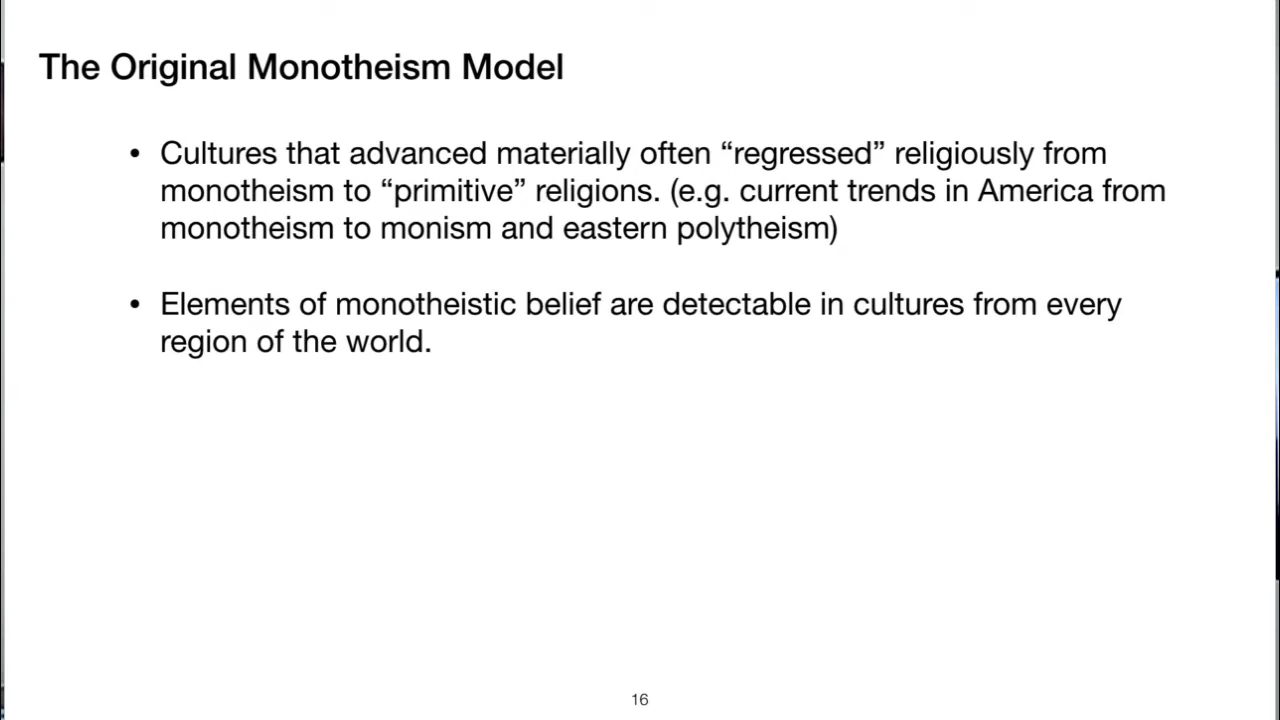 The Original Monotheism Model
• Cultures that advanced materially often “regressed” religiously from
monotheism to “primitive” religions. (e.g. current trends in America from
monotheism to monism and eastern polytheism)
• Elements of monotheistic belief are detectable in cultures from every
region of the world.
16